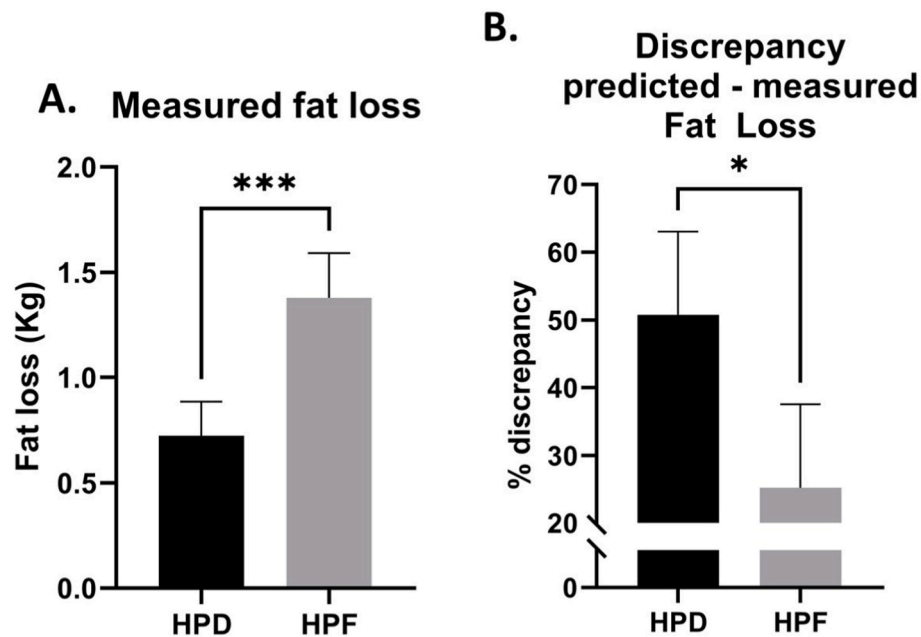 A.
Measured fat loss
2.0
***
1.5
1.0
0.5
0.0
Fat loss (Kg)
HPD
HPF
B.
Discrepancy
predicted - measured
Fat Loss
*
70
60
50
40
30
20
0
% discrepancy
HPD
HPF